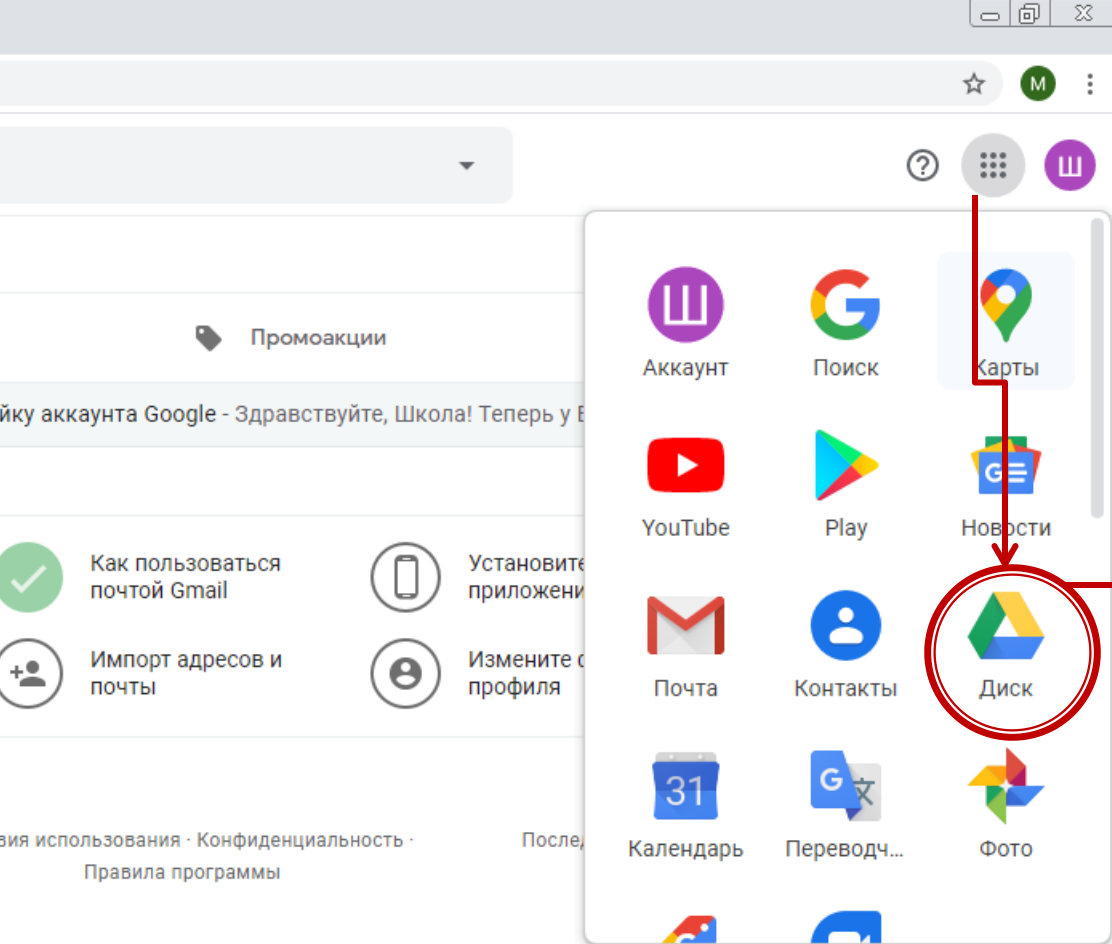 M
Ш
Промоакции
йку аккаунта Google - Здравствуйте, Школа! Теперь у В
Как пользоваться
почтой Gmail
Установите
приложени
Импорт адресов и
почты
Измените ф
профиля
вия использования · Конфиденциальность ·
Правила программы
Послед
Ш
Аккаунт
Поиск
Карты
YouTube
Play
Новости
Почта
Контакты
Диск
31
Календарь
Переводч...
Фото